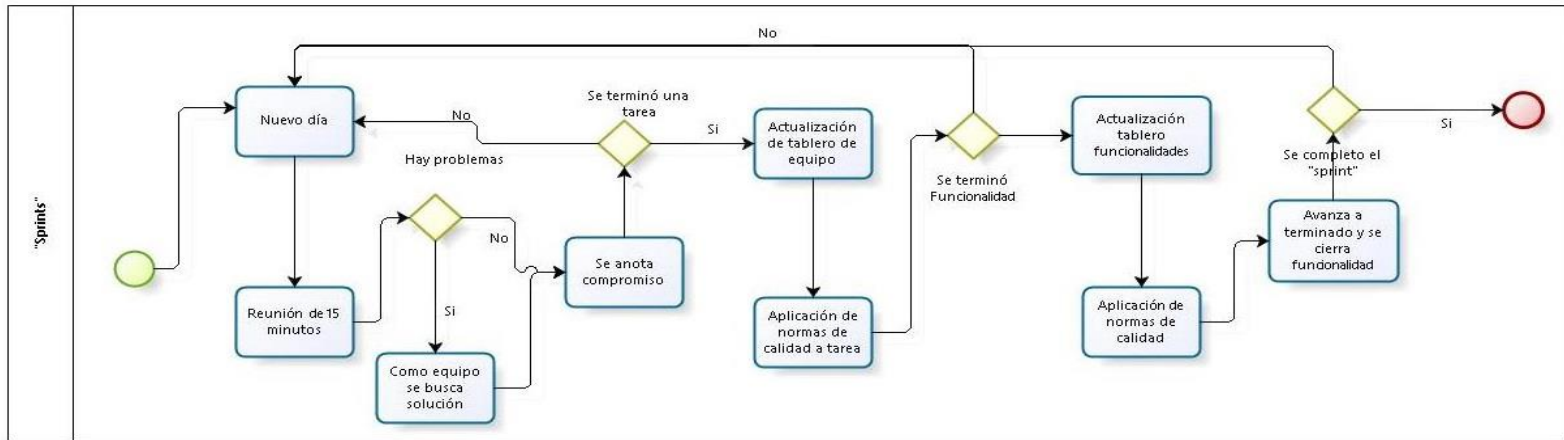 "Sprints"
No
Nuevo día
No
Se terminó una
tarea
Si
Hay problemas
Actualización
de tablero de
equipo
Se terminó
Funcionalidad
Actualización
tablero
funcionalidades
Si
Se completo el
"sprint"
Reunión de 15
minutos
No
Si
Se anota
compromiso
Como equipo
se busca
solución
Aplicación de
normas de
calidad a tarea
Aplicación de
normas de
calidad
Avanza a
terminado y se
cierra
funcionalidad